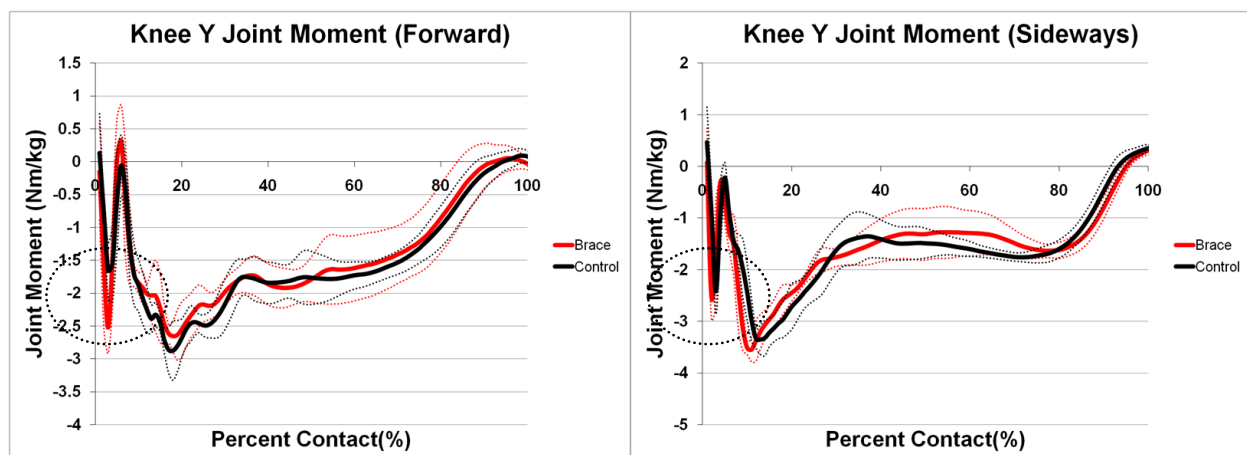 Knee Y Joint Moment (Forward)
Joint Moment (Nm/kg)
1.5
1
0.5
0
-0.5
-1
-1.5
-2
-2.5
-3
-3.5
-4
0 20 40 60 80 100
Percent Contact(%)
Brace
Control
Knee Y Joint Moment (Sideways)
Joint Moment (Nm/kg)
2
1
0
-1
-2
-3
-4
-5
0 20 40 60 80 100
Percent Contact(%)
Brace
Control